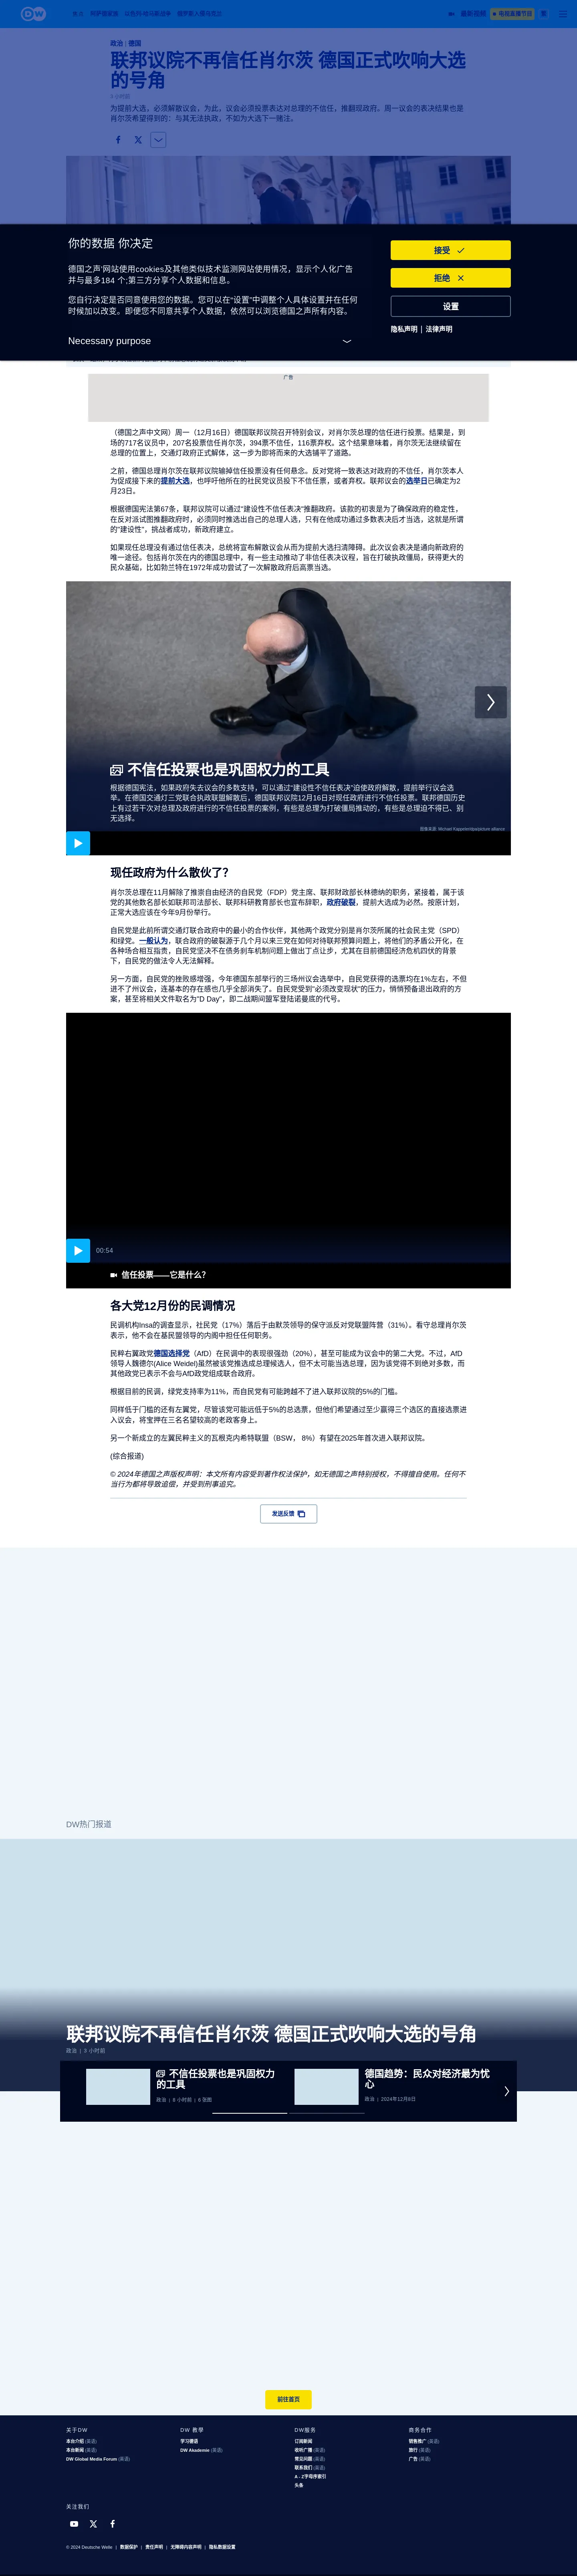 DW
最新视频
电视直播节目
政治 | 德国
联邦议院不再信任肖尔茨 德国正式吹响大选
的号角
3 小时前
为提前大选，必须解散议会，为此，议会必须投票表达对总理的不信任，推翻现政府。周一议会的表决结果也是
肖尔茨希望得到的：与其无法执政，不如为大选下一赌注。
你的数据 你决定
德国之声'网站使用cookies及其他类似技术监测网站使用情况，显示个人化广告
并与最多184 个;第三方分享个人数据和信息。
您自行决定是否同意使用您的数据。您可以在“设置”中调整个人具体设置并在任何
时候加以改变。即便您不同意共享个人数据，依然可以浏览德国之声所有内容。
Necessary purpose
接受
拒绝
设置
隐私声明 | 法律声明
广告
（德国之声中文网）周一（12月16日）德国联邦议院召开特别会议，对肖尔茨总理的信任进行投票。结果是，到
场的717名议员中，207名投票信任肖尔茨，394票不信任，116票弃权。这个结果意味着，肖尔茨无法继续留在
总理的位置上，交通灯政府正式解体，这一步为即将而来的大选铺平了道路。
之前，德国总理肖尔茨在联邦议院输掉信任投票没有任何悬念。反对党将一致表达对政府的不信任，肖尔茨本人
为促成接下来的提前大选，也呼吁他所在的社民党议员投下不信任票，或者弃权。联邦议会的选举日已确定为2
月23日。
根据德国宪法第67条，联邦议院可以通过“建设性不信任表决”推翻政府。该款的初衷是为了确保政府的稳定性，
在反对派试图推翻政府时，必须同时推选出自己的总理人选，只有在他成功通过多数表决后才当选，这就是所谓
的“建设性”，挑战者成功，新政府建立。
如果现任总理没有通过信任表决，总统将宣布解散议会从而为提前大选扫清障碍。此次议会表决是通向新政府的
唯一途径。包括肖尔茨在内的德国总理中，有一些主动推动了非信任表决议程，旨在打破执政僵局，获得更大的
民众基础，比如勃兰特在1972年成功尝试了一次解散政府后高票当选。
不信任投票也是巩固权力的工具
根据德国宪法，如果政府失去议会的多数支持，可以通过“建设性不信任表决”迫使政府解散，提前举行议会选
举。在德国交通灯三党联合执政联盟解散后，德国联邦议院12月16日对现任政府进行不信任投票。联邦德国历史
上有过若干次对总理及政府进行的不信任投票，有些是总理为打破僵局推动的，有些是总理迫不得已、别
无选择。
图像来源: Michael Kappeler/dpa/picture alliance
现任政府为什么散伙了？
肖尔茨总理在11月解除了推崇自由经济的自民党（FDP）党主席、联邦财政部长林德纳的职务，紧接着，属于该
党的其他数名部长如联邦司法部长、联邦科研教育部长也宣布辞职，政府破裂，提前大选成为必然。按原计划，
正常大选应该在今年9月份举行。
自民党是此前所谓交通灯联合政府中的最小的合作伙伴，其他两个政党分别是肖尔茨所属的社会民主党（SPD）
和绿党。一般认为，联合政府的破裂源于几个月以来三党在如何对待联邦预算问题上，将他们的矛盾公开化，在
各种场合相互指责，自民党坚决不在债务刹车机制问题上做出丁点让步，尤其在目前德国经济危机四伏的背景
下，自民党的做法令人无法解释。
另一方面，自民党的挫败感增强，今年德国东部举行的三场州议会选举中，自民党获得的选票均在1%左右，不但
进不了州议会，连基本的存在感也几乎全部消失了。自民党受到“必须改变现状”的压力，悄悄预备退出政府的方
案，甚至将相关文件取名为“D Day”，即二战期间盟军登陆诺曼底的代号。
00:54
信任投票——它是什么？
各大党12月份的民调情况
民调机构Insa的调查显示，社民党（17%）落后于由默茨领导的保守派反对党联盟阵营（31%）。看守总理肖尔茨
表示，他不会在基民盟领导的内阁中担任任何职务。
民粹右翼政党德国选择党（AfD）在民调中的表现很强劲（20%），甚至可能成为议会中的第二大党。不过，AfD
领导人魏德尔(Alice Weidel)虽然被该党推选成总理候选人，但不太可能当选总理，因为该党得不到绝对多数，而
其他政党已表示不会与AfD政党组成联合政府。
根据目前的民调，绿党支持率为11%，而自民党有可能跨越不了进入联邦议院的5%的门槛。
同样低于门槛的还有左翼党，尽管该党可能远低于5%的总选票，但他们希望通过至少赢得三个选区的直接选票进
入议会，将宝押在三名名望较高的老政客身上。
另一个新成立的左翼民粹主义的瓦根克内希特联盟（BSW， 8%）有望在2025年首次进入联邦议院。
(综合报道)
© 2024年德国之声版权声明：本文所有内容受到著作权法保护，如无德国之声特别授权，不得擅自使用。任何不
当行为都将导致追偿，并受到刑事追究。
发送反馈
DW热门报道
联邦议院不再信任肖尔茨 德国正式吹响大选的号角
政治 | 3 小时前
不信任投票也是巩固权力
的工具
政治 | 8 小时前 | 8 张图
德国趋势：民众对经济最为忧
心
政治 | 2024年12月6日
前往首页
关于DW
本台介绍 (英语)
本台新闻 (英语)
DW Global Media Forum (英语)
DW 教學
学习德语
DW Akademie (英语)
DW服务
订阅新闻
收听广播 (英语)
常见问题 (英语)
联系我们 (英语)
A - Z字母序索引
头条
商务合作
销售推广 (英语)
旅行 (英语)
广告 (英语)
关注我们
© 2024 Deutsche Welle | 数据保护 | 责任声明 | 无障碍内容声明 | 隐私数据设置